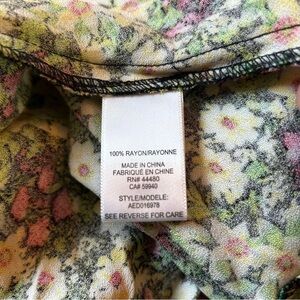 100% RAYON/RAYONNE
MADE IN CHINA
FABRIQUÉ EN CHINE
RN# 44480
CA# 59940
STYLE/MODELE:
AED016978
SEE REVERSE FOR CARE